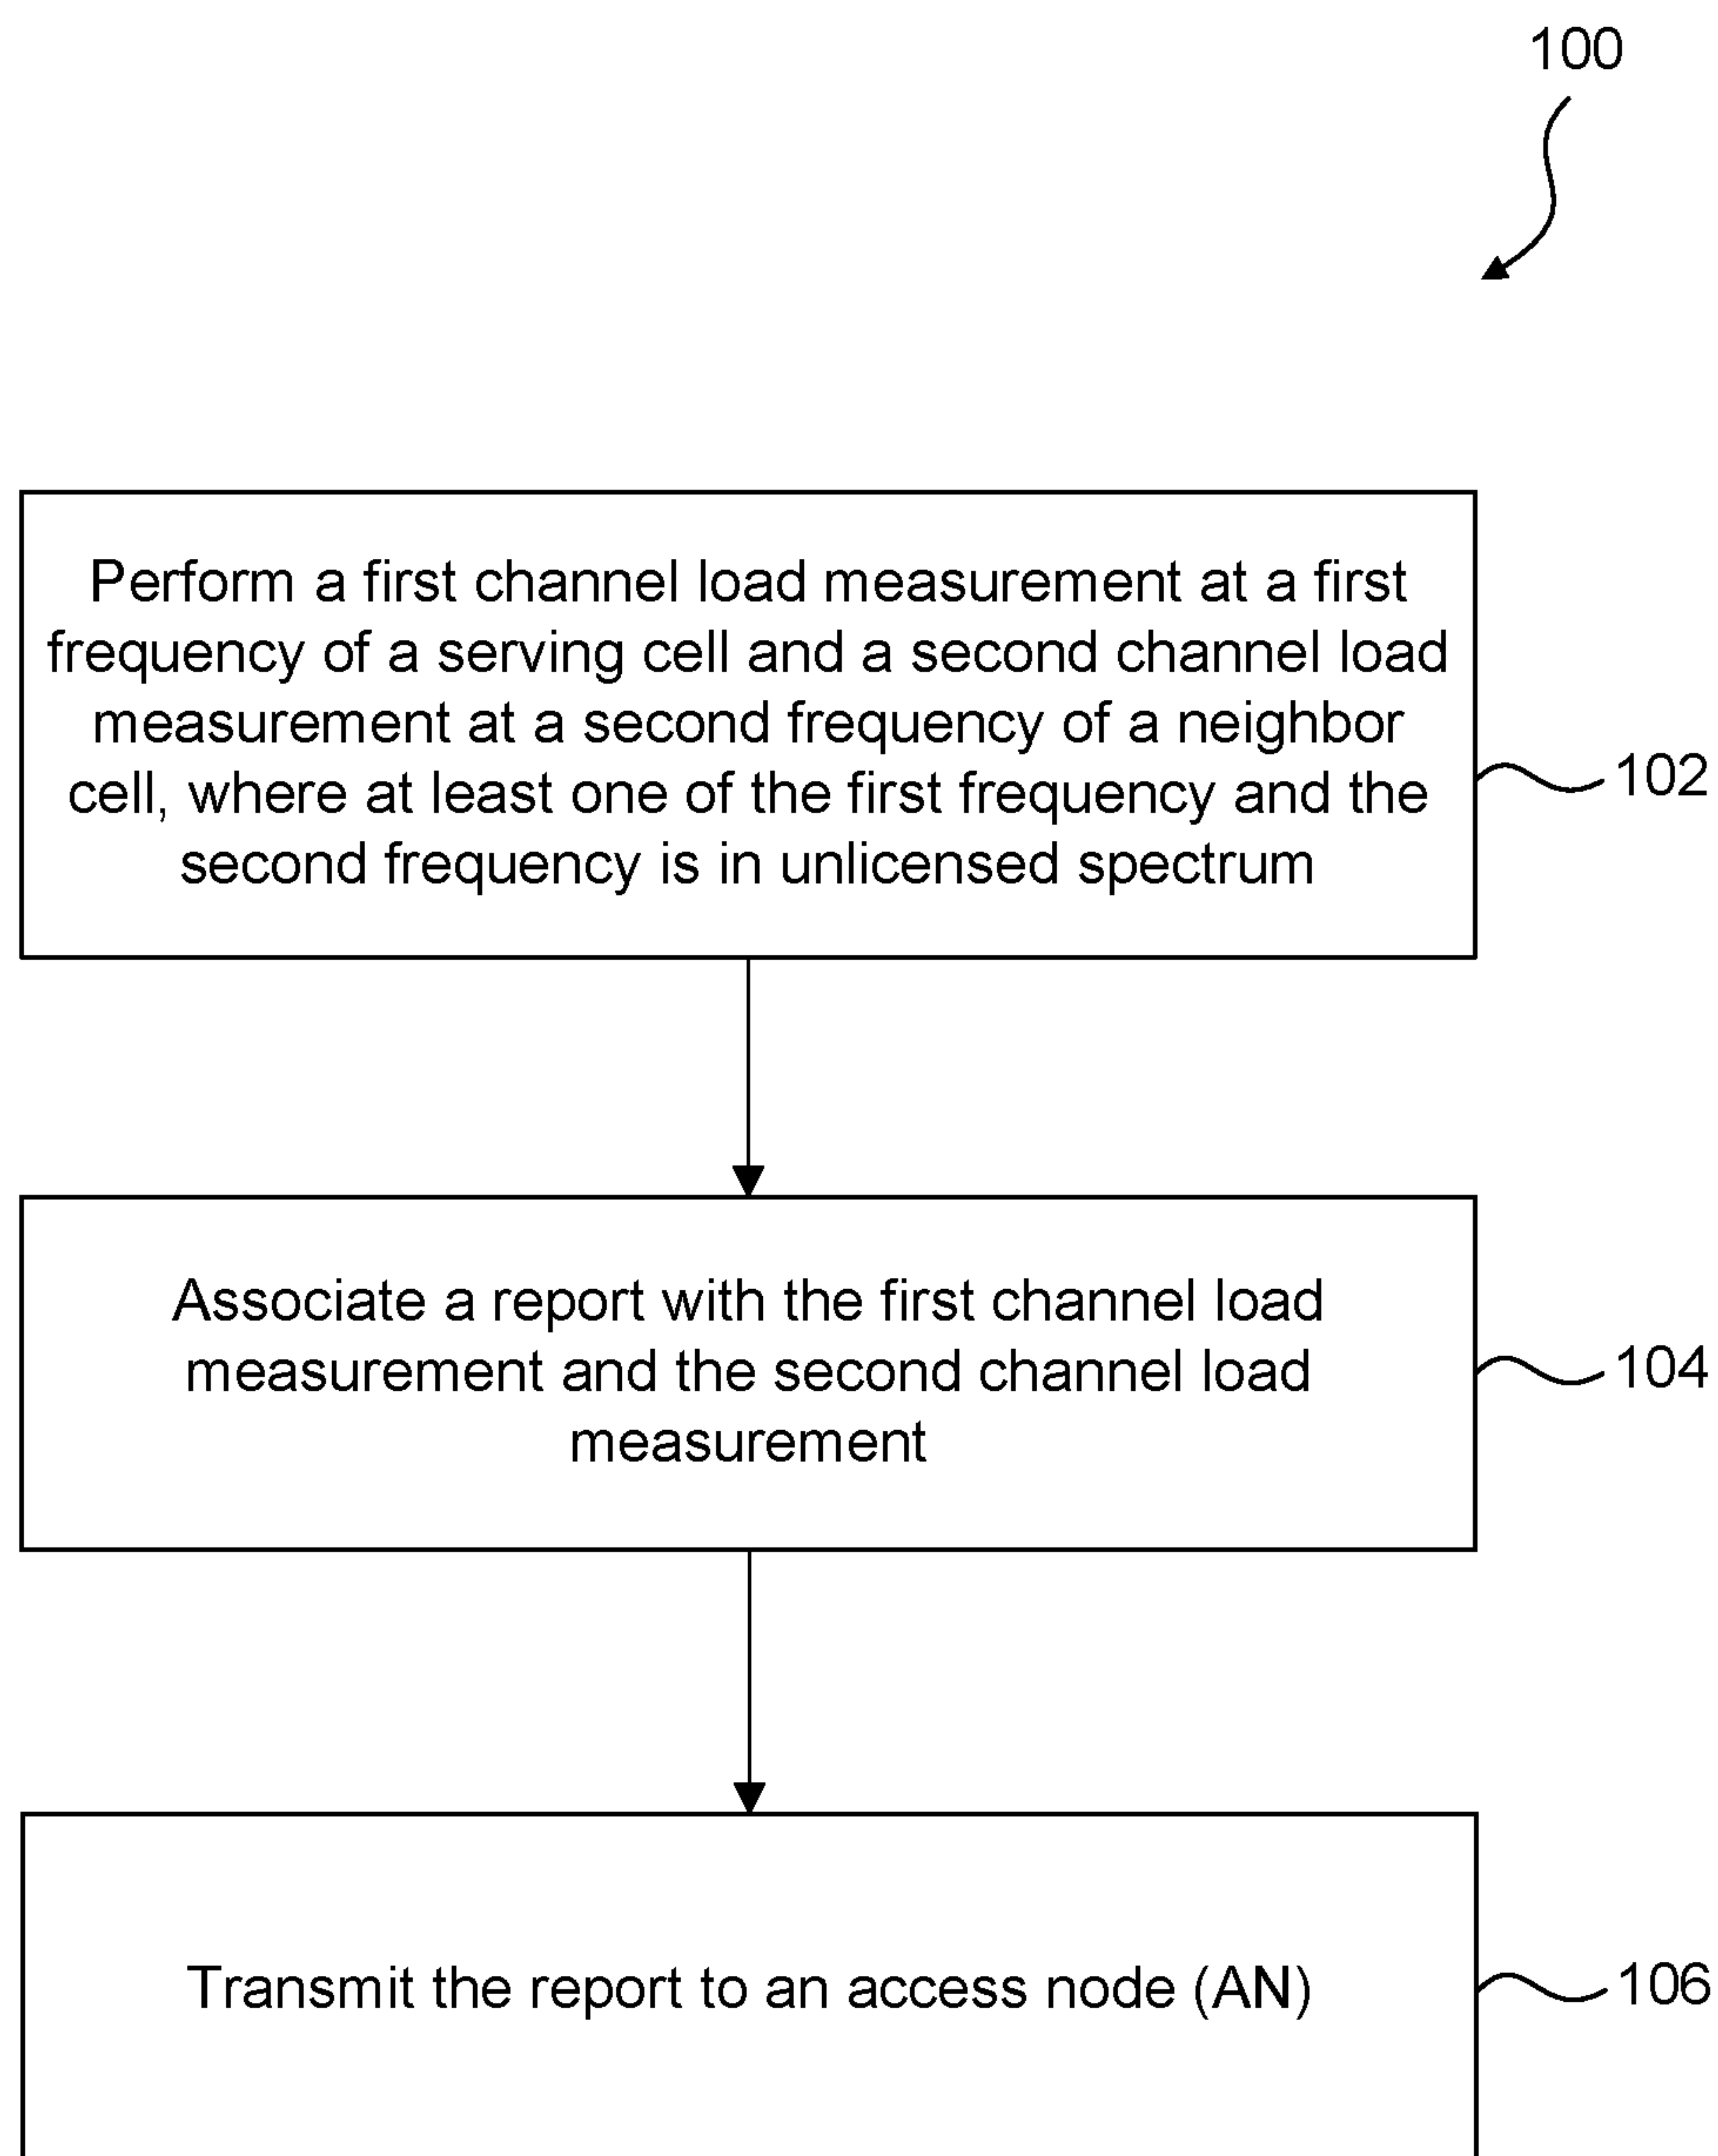 100
Perform a first channel load measurement at a first
frequency of a serving cell and a second channel load
measurement at a second frequency of a neighbor
cell, where at least one of the first frequency and the
second frequency is in unlicensed spectrum
102
Associate a report with the first channel load
measurement and the second channel load
measurement
104
Transmit the report to an access node (AN)
106